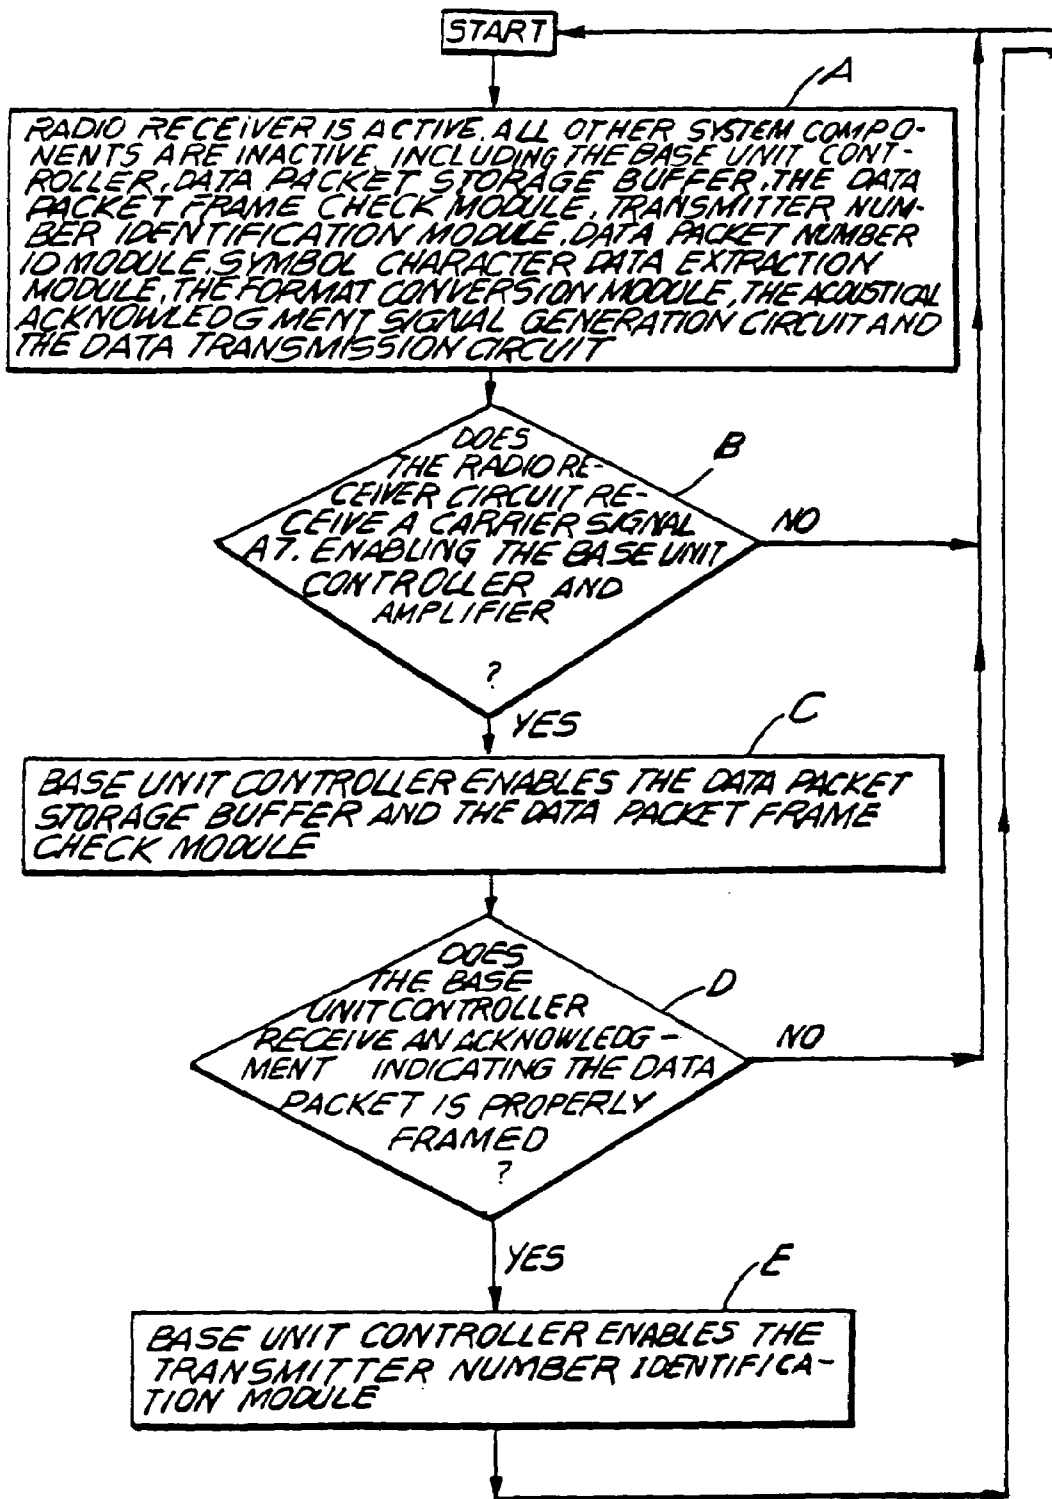 START
A
RADIO RECEIVER IS ACTIVE. ALL OTHER SYSTEM COMPO-
NENTS ARE INACTIVE INCLUDING THE BASE UNIT CONT-
ROLLER, DATA PACKET STORAGE BUFFER, THE DATA
PACKET FRAME CHECK MODULE, TRANSMITTER NUM-
BER IDENTIFICATION MODULE, DATA PACKET NUMBER
ID MODULE, SYMBOL CHARACTER DATA EXTRACTION
MODULE, THE FORMAT CONVERSION MODULE, THE ACOUSTICAL
ACKNOWLEDG MENT SIGNAL GENERATION CIRCUIT AND
THE DATA TRANSMISSION CIRCUIT
B
DOES
THE RADIO RE-
CEIVER CIRCUIT RE-
CEIVE A CARRIER SIGNAL
A7. ENABLING THE BASE UNIT
CONTROLLER AND
AMPLIFIER
?
NO
YES
C
BASE UNIT CONTROLLER ENABLES THE DATA PACKET
STORAGE BUFFER AND THE DATA PACKET FRAME
CHECK MODULE
D
DOES
THE BASE
UNIT CONTROLLER
RECEIVE AN ACKNOWLEDG-
MENT INDICATING THE DATA
PACKET IS PROPERLY
FRAMED
?
NO
YES
E
BASE UNIT CONTROLLER ENABLES THE
TRANSMITTER NUMBER IDENTIFICA-
TION MODULE